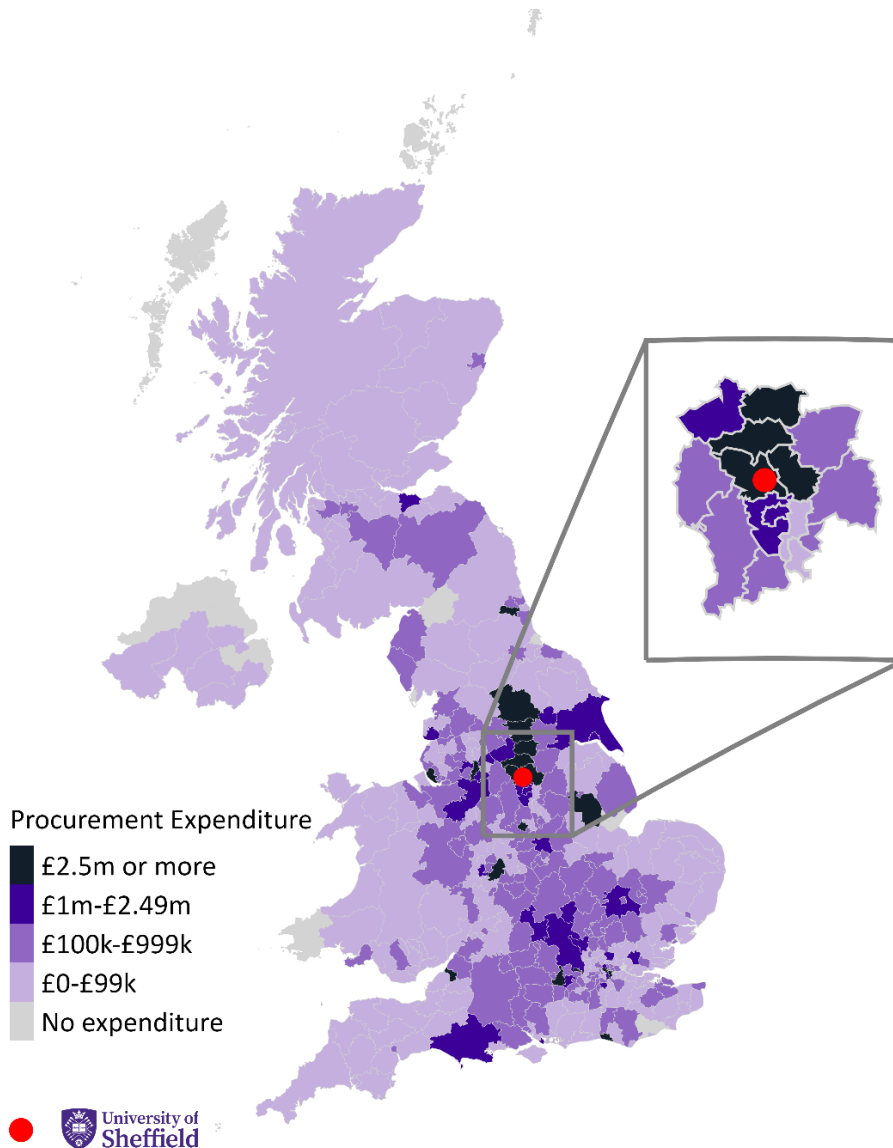 Procurement Expenditure
£2.5m or more
£1m-£2.49m
£100k-£999k
£0-£99k
No expenditure
University of
Sheffield